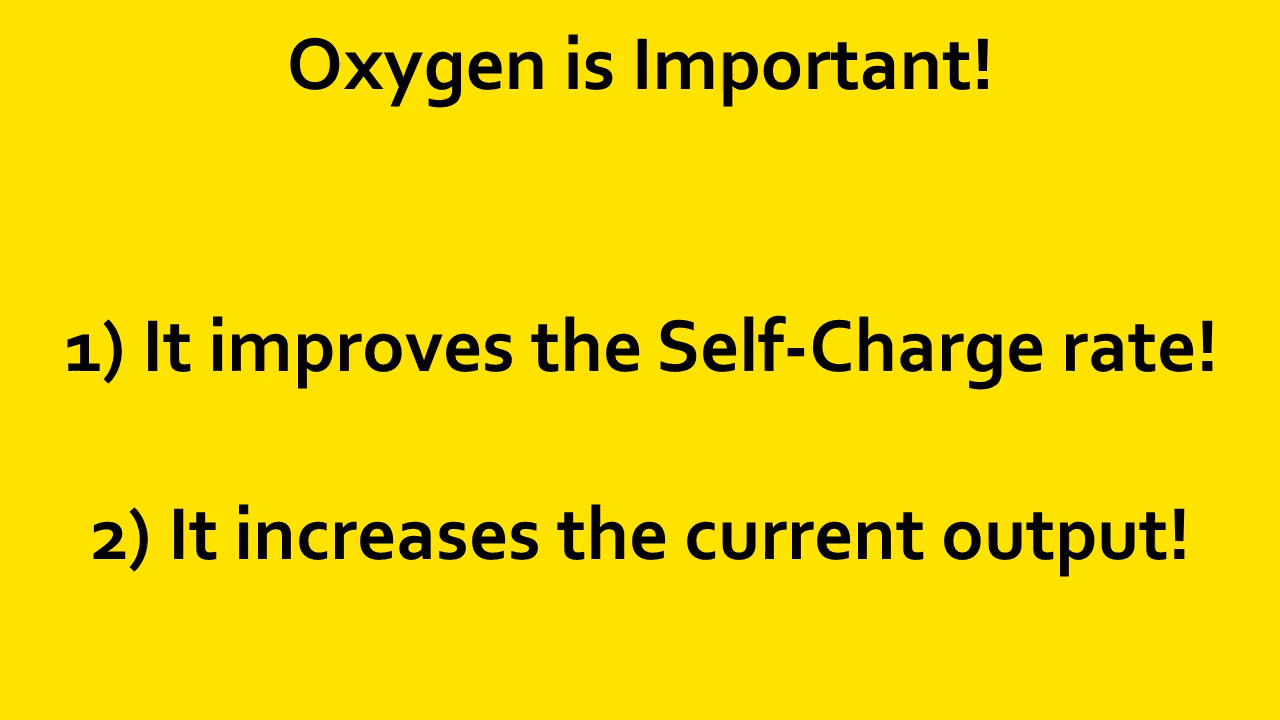 Oxygen is Important!
1) It improves the Self-Charge rate!
2) It increases the current output!